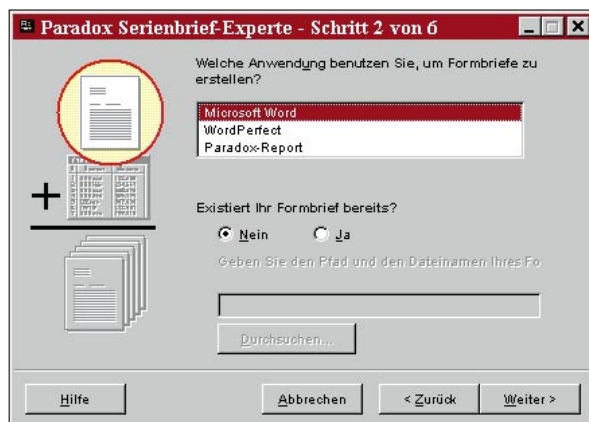 Paradox Serienbrief-Experte - Schritt 2 von 6
Welche Anwendung benutzen Sie, um Formbriefe zu
erstellen?
Microsoft Word
WordPerfect
Paradox-Report
Existiert Ihr Formbrief bereits?
Nein
Ja
Geben Sie den Pfad und den Dateinamen Ihres Fo
Durchsuchen...
Hilfe
Abbrechen
< Zurück
Weiter >